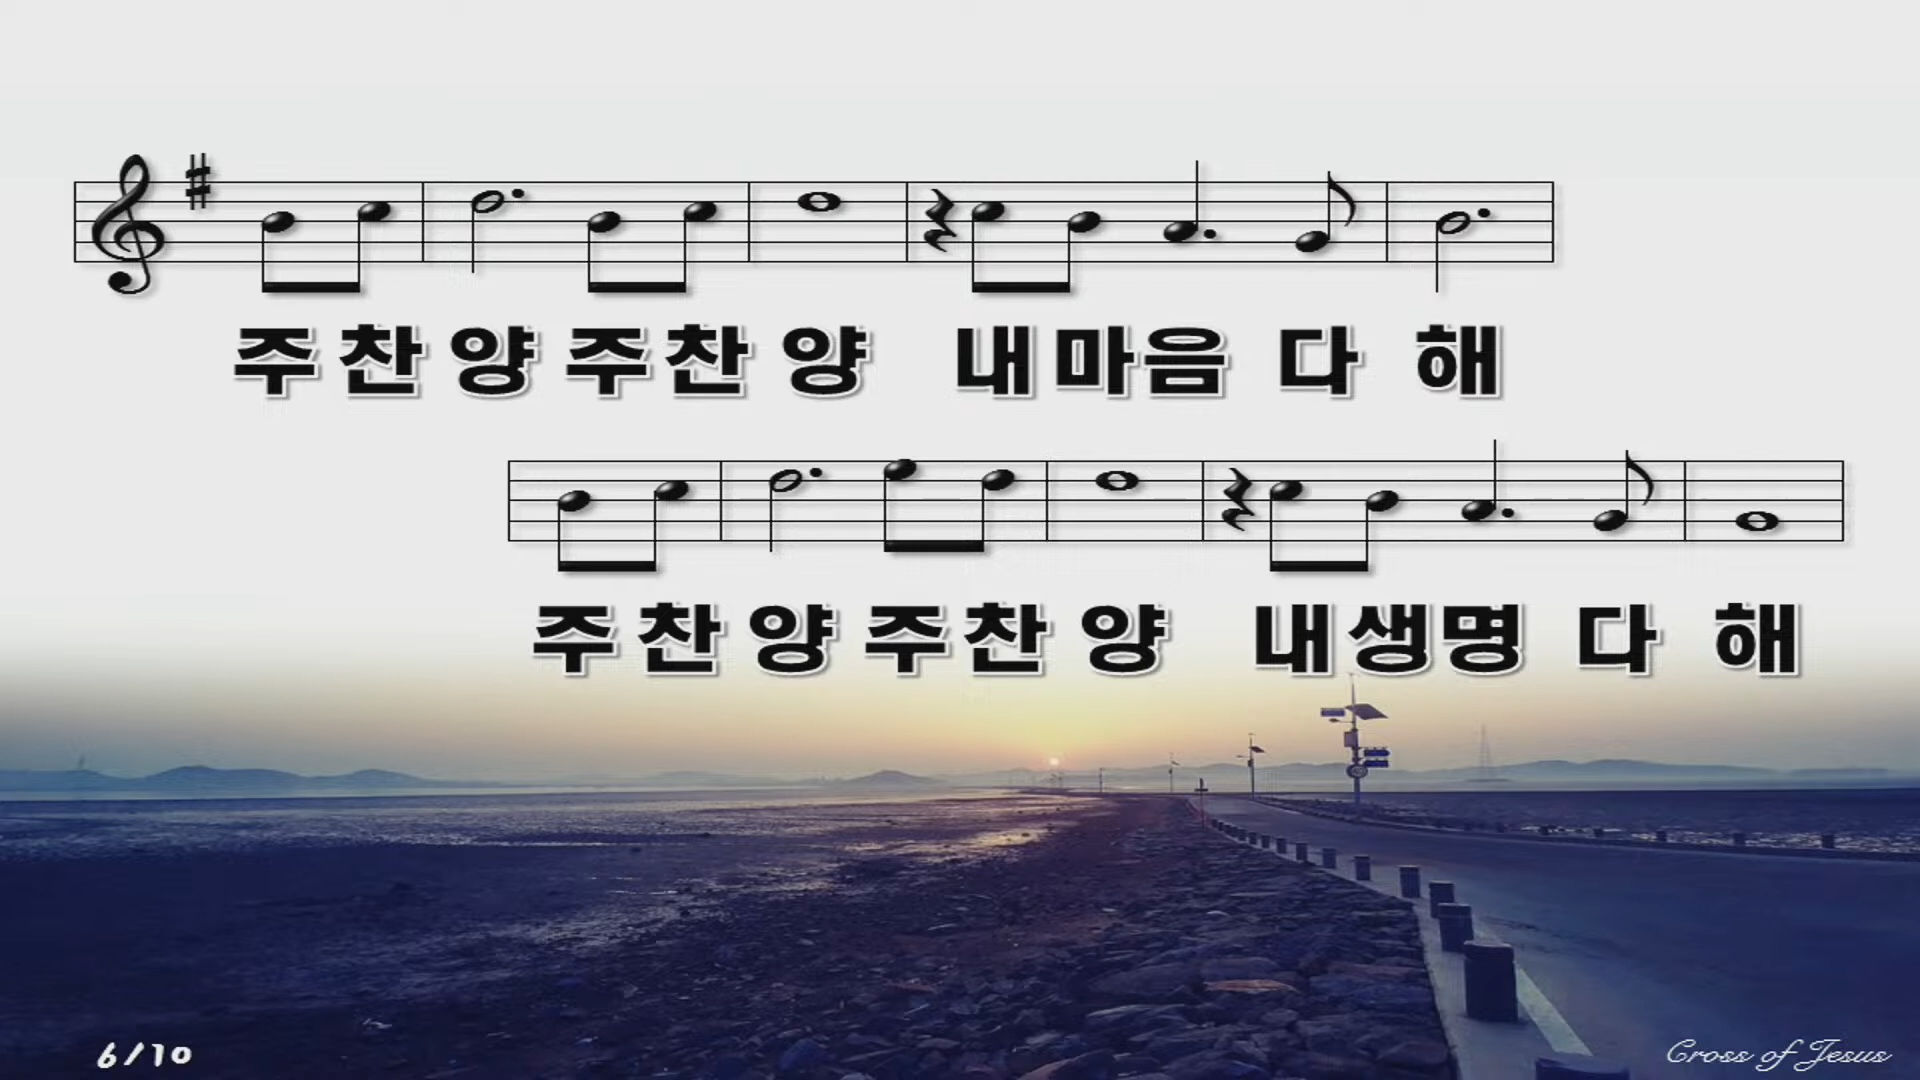 주 찬 양 주 찬 양 내 마 음 다 해
주 찬 양 주 찬 양 내 생 명 다 해
6/10
Cross of Jesus